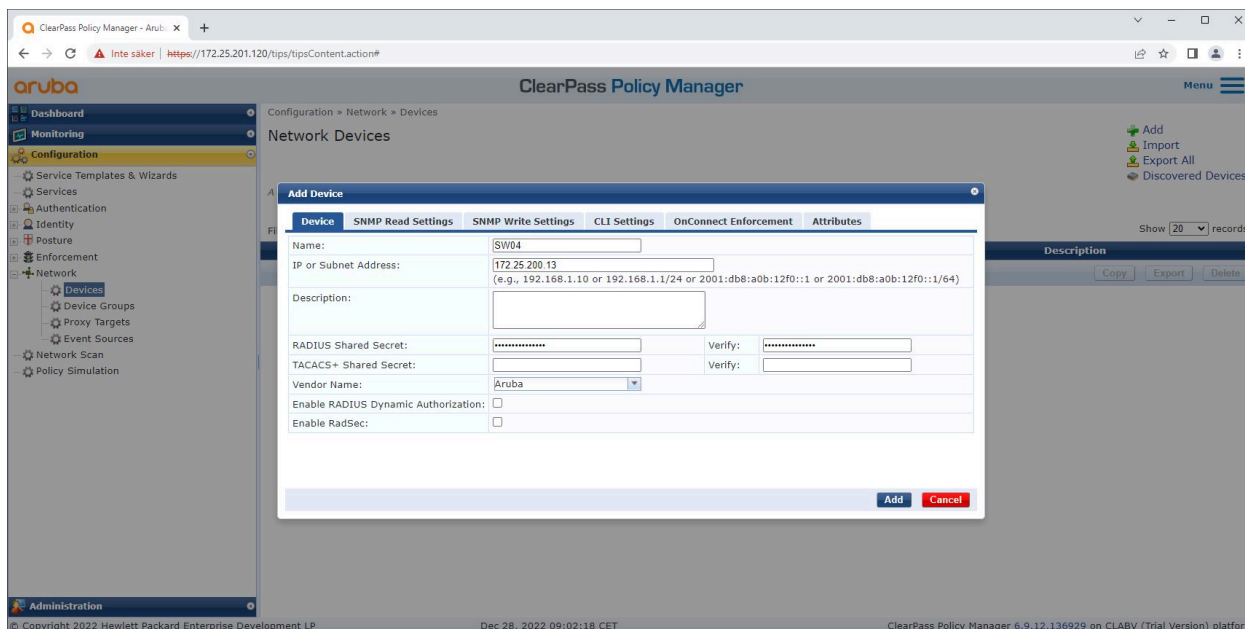 ClearPass Policy Manager - Arub
Inte säker | https://172.25.201.120/tips/tipsContent.action#
aruba
ClearPass Policy Manager
Menu
Dashboard
Monitoring
Configuration
Service Templates & Wizards
Services
Authentication
Identity
Posture
Enforcement
Network
Devices
Device Groups
Proxy Targets
Event Sources
Network Scan
Policy Simulation
Administration
Configuration » Network » Devices
Network Devices
Add
Import
Export All
Discovered Devices
A
Fi
Show 20 records
Description
Copy Export Delete
Add Device
Device SNMP Read Settings SNMP Write Settings CLI Settings OnConnect Enforcement Attributes
Name: SW04
IP or Subnet Address: 172.25.200.13
(e.g., 192.168.1.10 or 192.168.1.1/24 or 2001:db8:a0b:12f0::1 or 2001:db8:a0b:12f0::1/64)
Description:
RADIUS Shared Secret: ••••••••••••••• Verify: •••••••••••••••
TACACS+ Shared Secret: Verify:
Vendor Name: Aruba
Enable RADIUS Dynamic Authorization:
Enable RadSec:
Add Cancel
© Copyright 2022 Hewlett Packard Enterprise Development LP Dec 28, 2022 09:02:18 CET ClearPass Policy Manager 6.9.12.136929 on CLABV (Trial Version) platfor